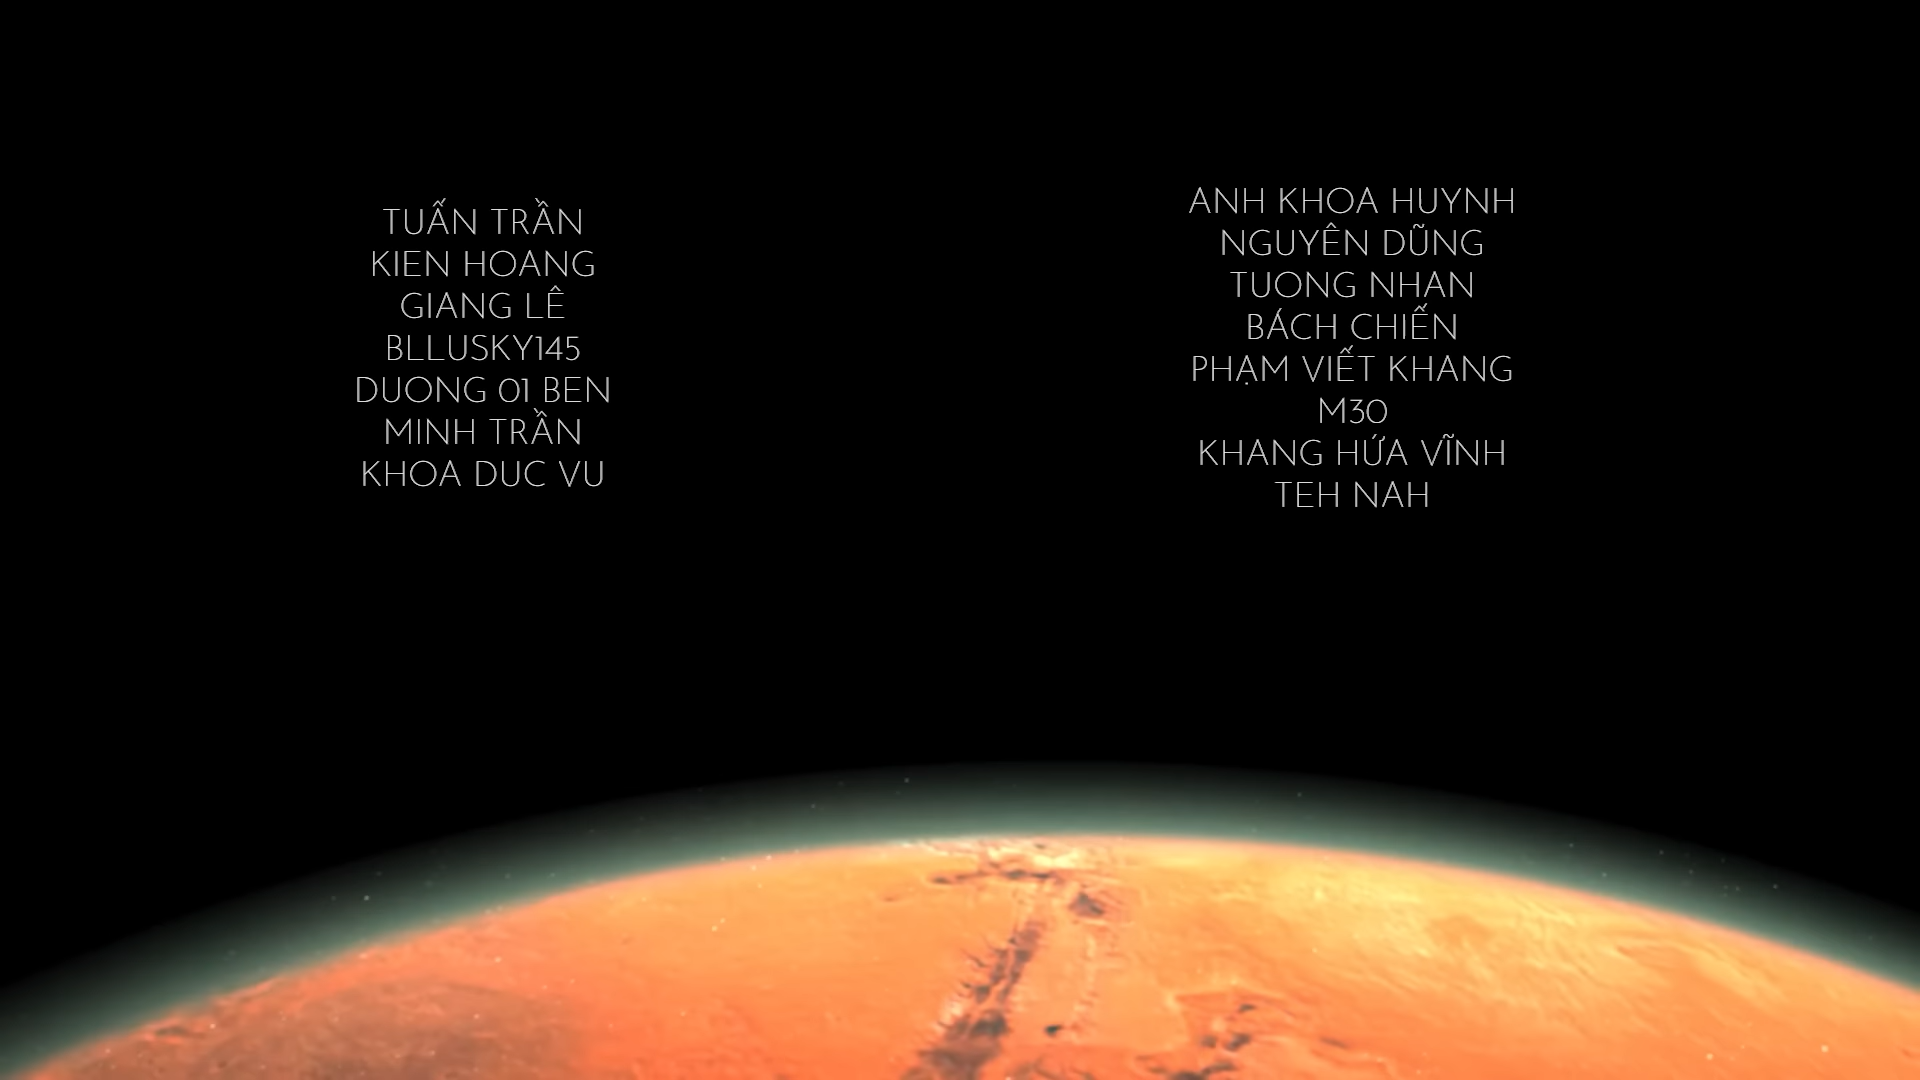 TUẤN TRẦN
KIEN HOANG
GIANG LÊ
BLLUSKY145
DUONG 01 BEN
MINH TRẦN
KHOA DUC VU
ANH KHOA HUYNH
NGUYÊN DŨNG
TUONG NHAN
BÁCH CHIẾN
PHẠM VIẾT KHANG
M30
KHANG HỨA VĨNH
TEH NAH